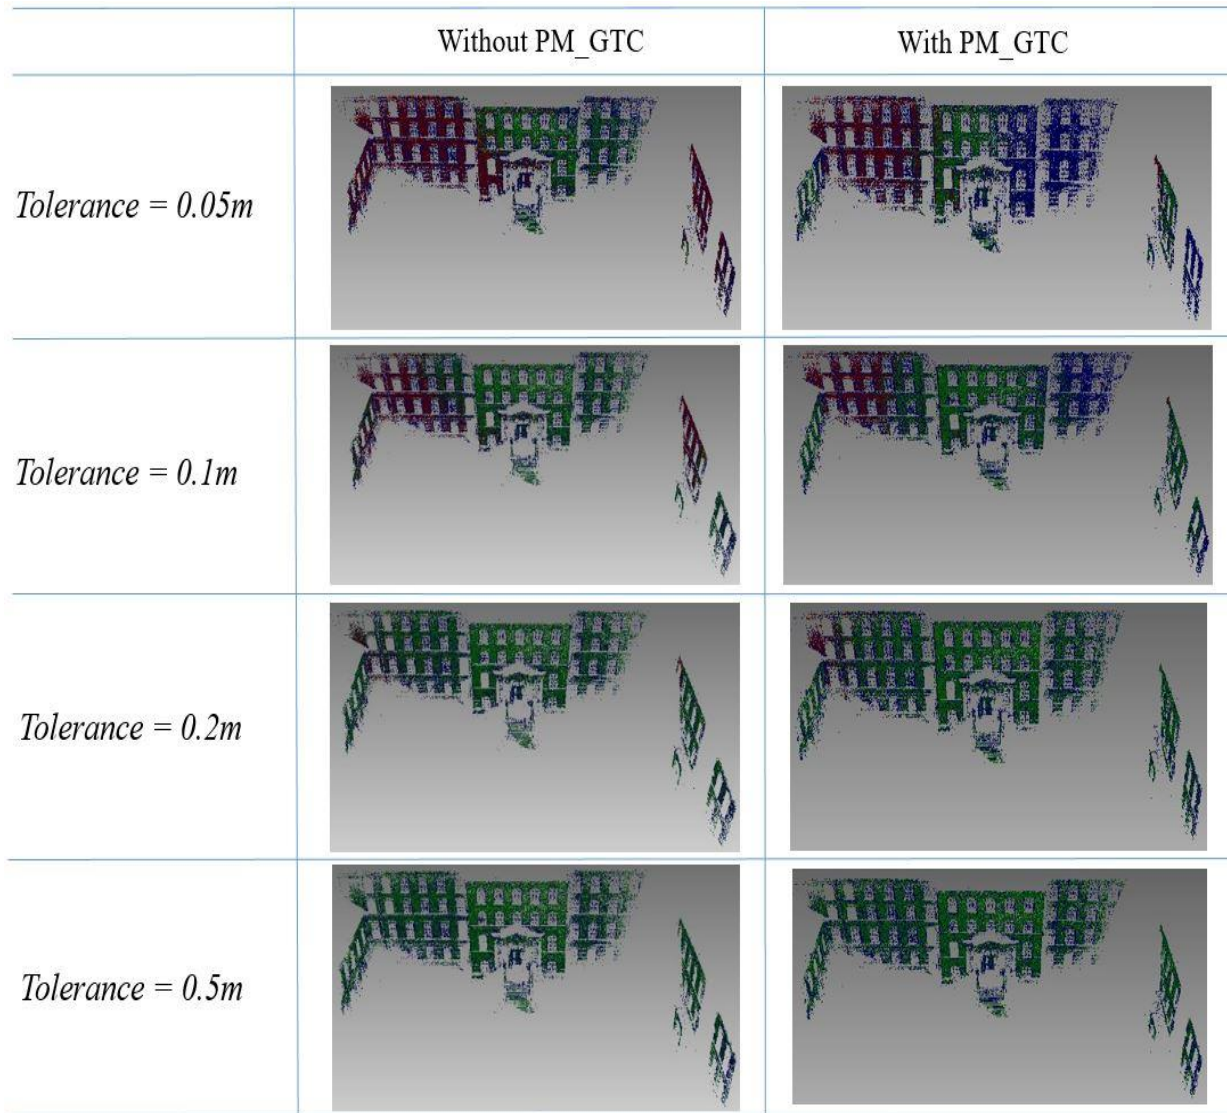 Without PM_GTC
With PM_GTC
Tolerance = 0.05m
Tolerance = 0.1m
Tolerance = 0.2m
Tolerance = 0.5m